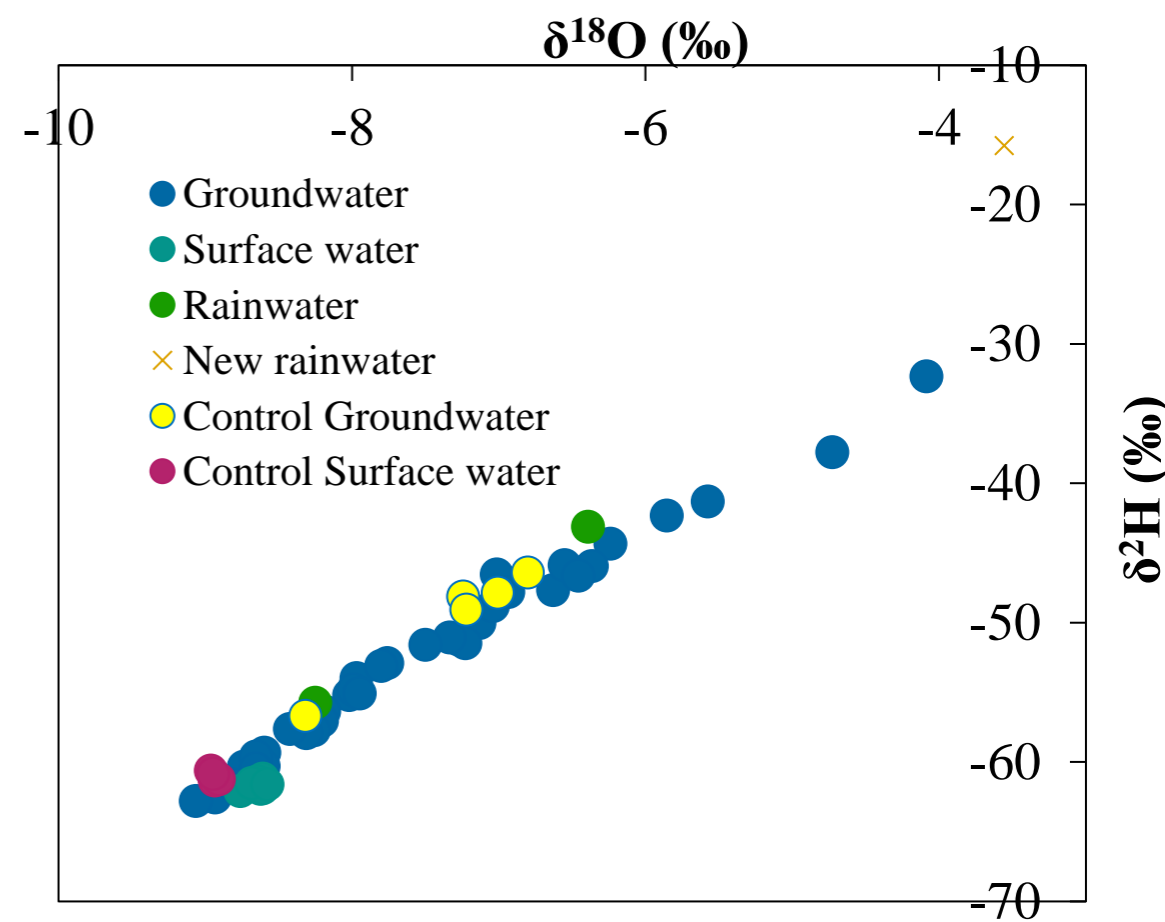 δ¹⁸O (‰)
-10 -8 -6 -4
-10
-20
-30
-40
-50
-60
-70
Groundwater
Surface water
Rainwater
New rainwater
Control Groundwater
Control Surface water
δ²H (‰)